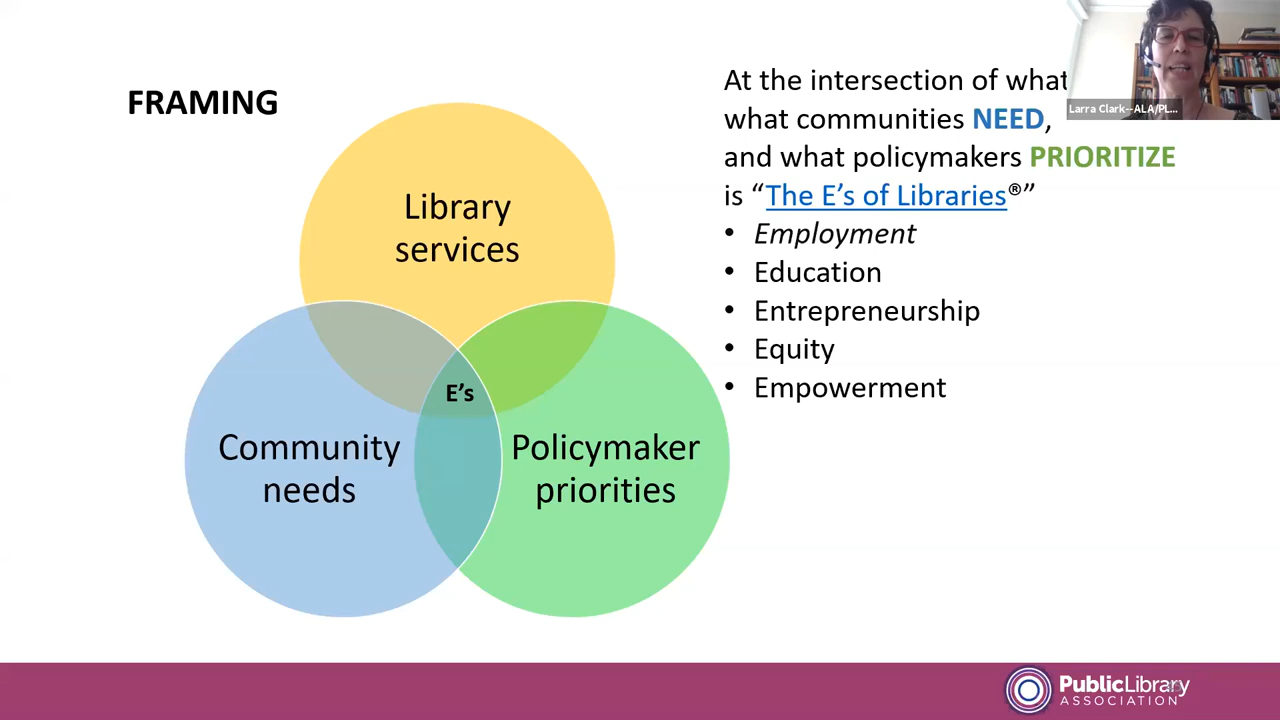 FRAMING
Library
services
Community
needs
E's
Policymaker
priorities
At the intersection of what
what communities NEED,
and what policymakers PRIORITIZE
is “The E's of Libraries®”
• Employment
• Education
• Entrepreneurship
• Equity
• Empowerment
Larra Clark--ALA/PL...
PublicLibrary
ASSOCIATION